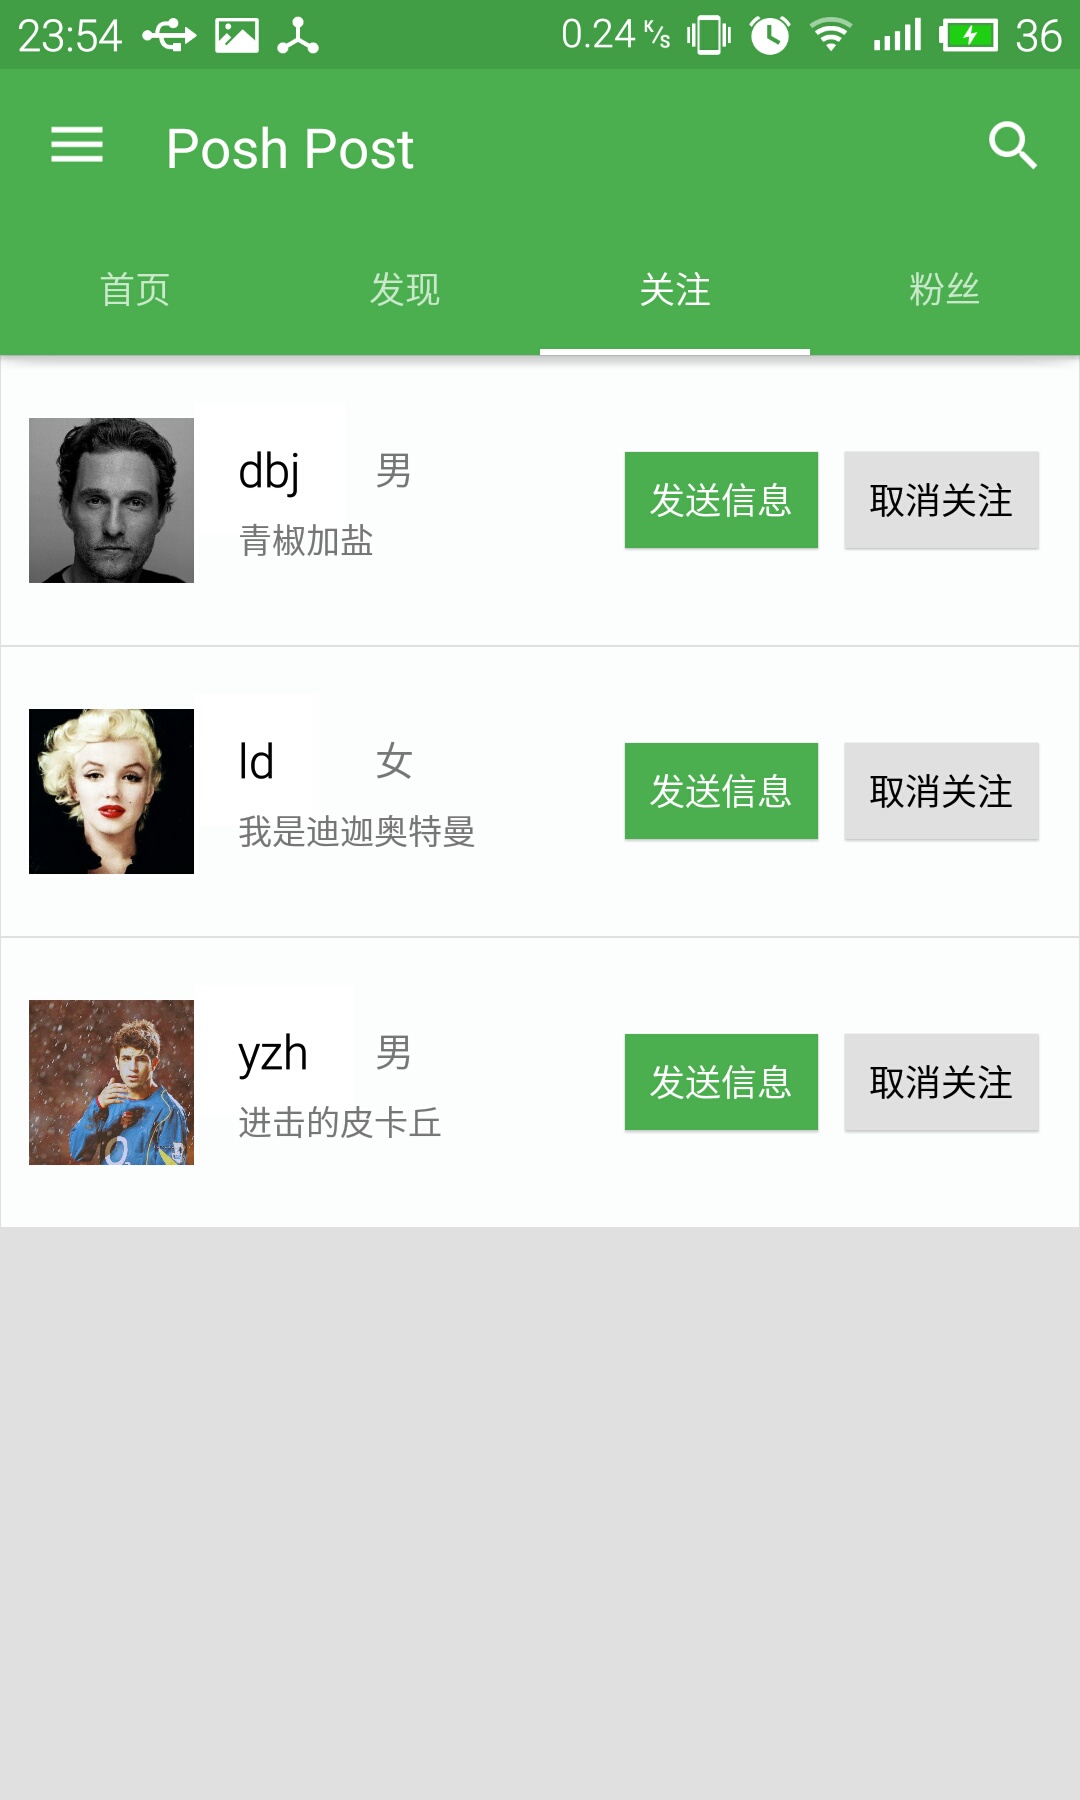 23:54 0.24 K/s 36
Posh Post
首页 发现 关注 粉丝
dbj 男
青椒加盐
发送信息 取消关注
ld 女
我是迪迦奥特曼
发送信息 取消关注
yzh 男
进击的皮卡丘
发送信息 取消关注